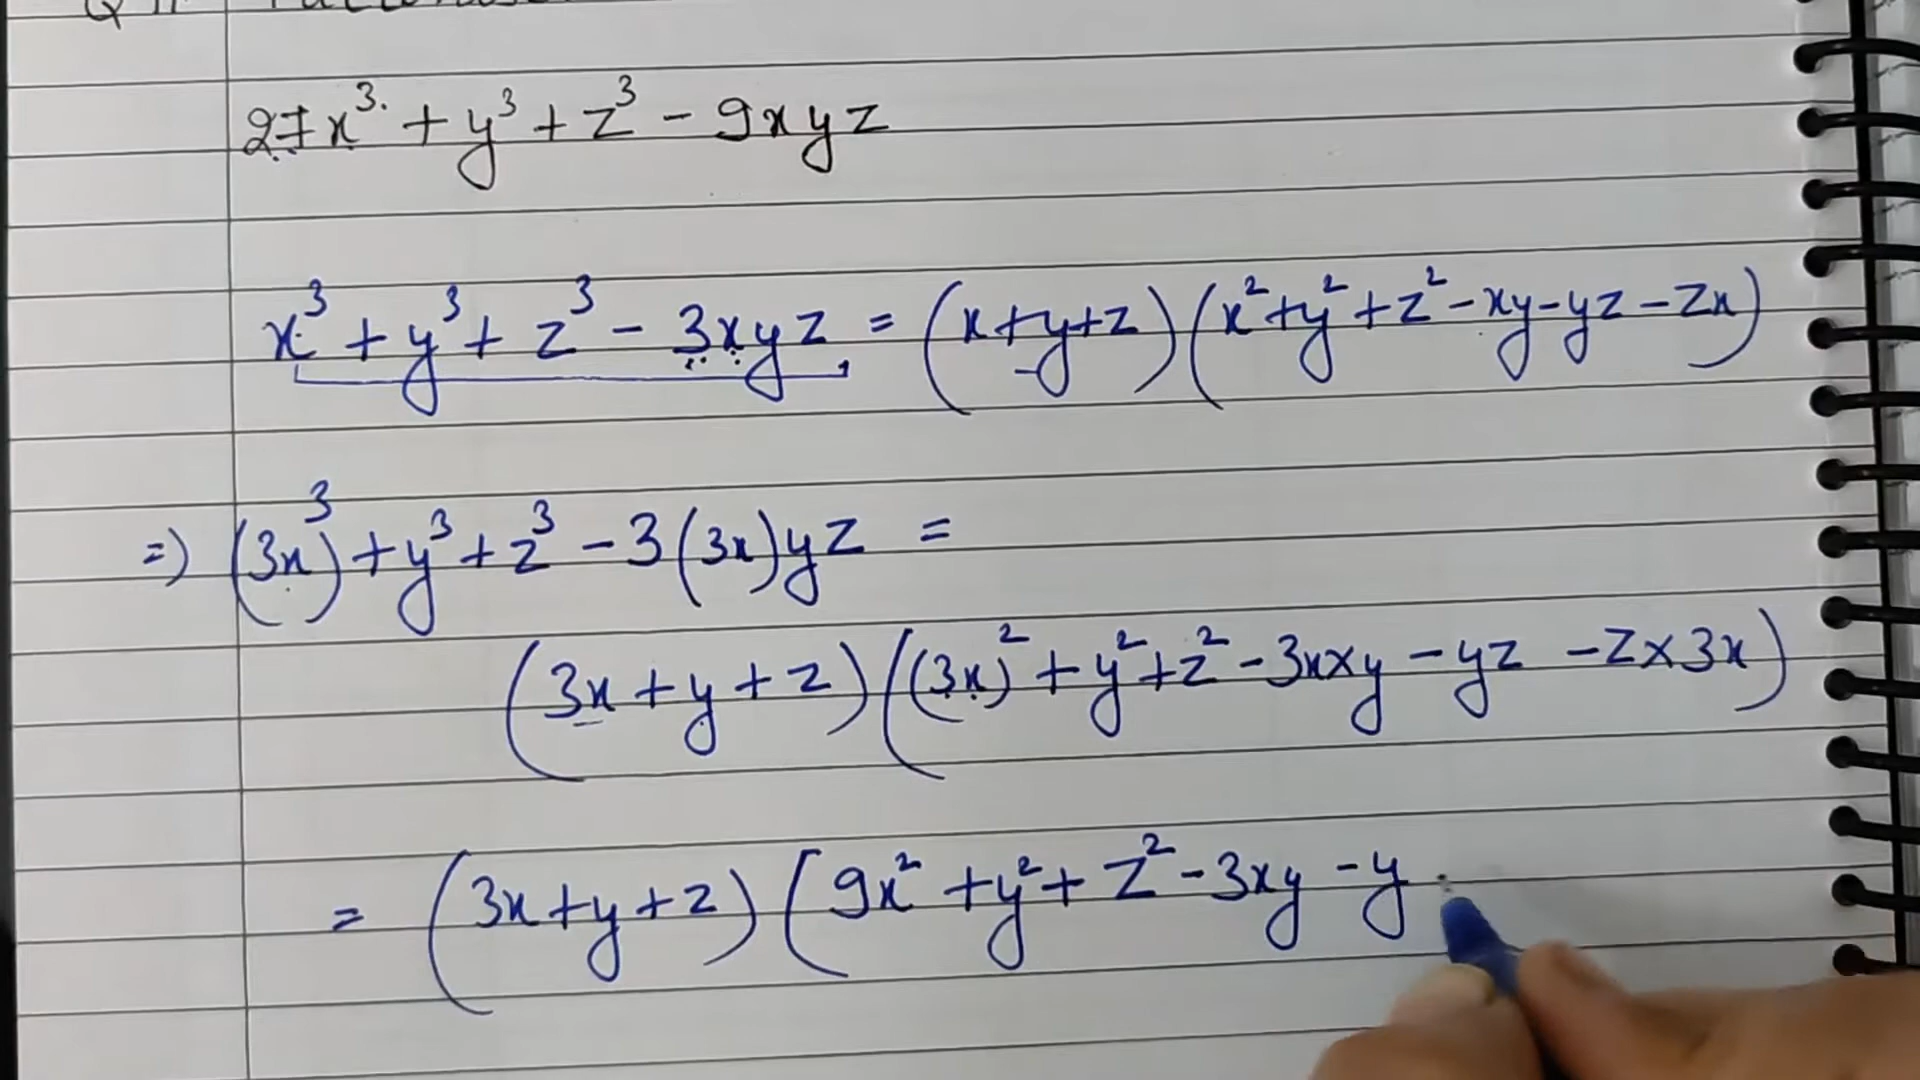 27x³ + y³ + z³ - 9xyz
x³ + y³ + z³ - 3xyz = (x+y+z)(x²+y²+z²-xy-yz-zx)
=) (3x)³ + y³ + z³ - 3(3x)yz =
(3x+y+z)((3x)²+y²+z²-3x×y-yz-z×3x)
= (3x+y+z)(9x²+y²+z²-3xy-y